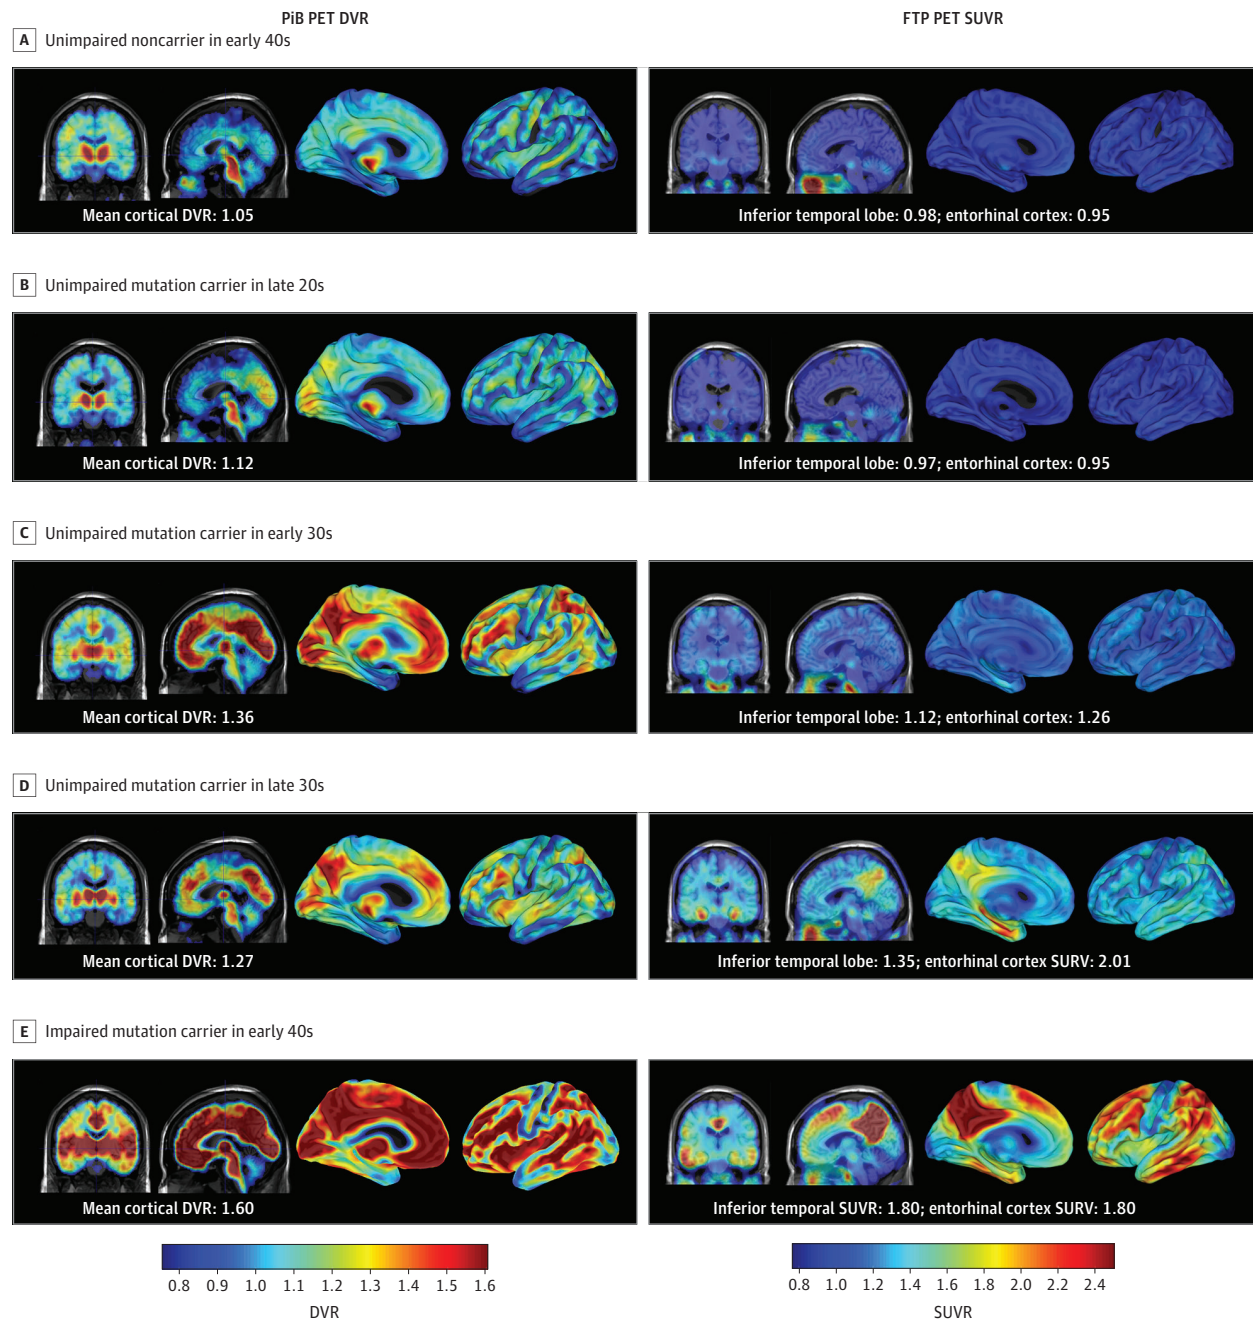 PiB PET DVR
FTP PET SUVR
A Unimpaired noncarrier in early 40s
Mean cortical DVR: 1.05
Inferior temporal lobe: 0.98; entorhinal cortex: 0.95
B Unimpaired mutation carrier in late 20s
Mean cortical DVR: 1.12
Inferior temporal lobe: 0.97; entorhinal cortex: 0.95
C Unimpaired mutation carrier in early 30s
Mean cortical DVR: 1.36
Inferior temporal lobe: 1.12; entorhinal cortex: 1.26
D Unimpaired mutation carrier in late 30s
Mean cortical DVR: 1.27
Inferior temporal lobe: 1.35; entorhinal cortex SURV: 2.01
E Impaired mutation carrier in early 40s
Mean cortical DVR: 1.60
Inferior temporal SUVR: 1.80; entorhinal cortex SURV: 1.80
0.8 0.9 1.0 1.1 1.2 1.3 1.4 1.5 1.6
DVR
0.8 1.0 1.2 1.4 1.6 1.8 2.0 2.2 2.4
SUVR